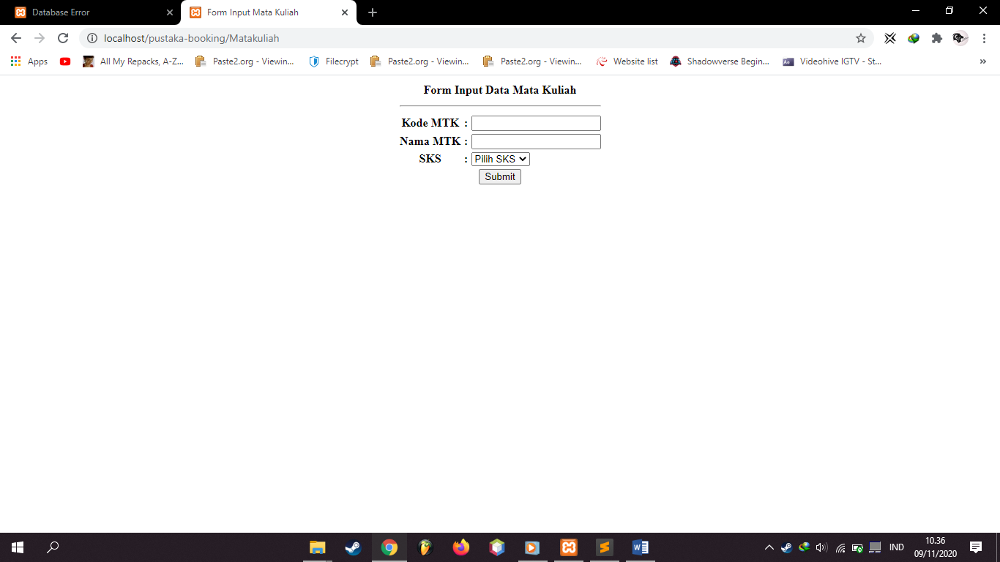 Database Error
Form Input Mata Kuliah
localhost/pustaka-booking/Matakuliah
Apps
All My Repacks, A-Z...
Paste2.org - Viewin...
Filecrypt
Paste2.org - Viewin...
Paste2.org - Viewin...
Website list
Shadowverse Begin...
Ae
Videohive IGTV - St...
»
Form Input Data Mata Kuliah
Kode MTK :
Nama MTK :
SKS : Pilih SKS
Submit
IND
10.36
09/11/2020